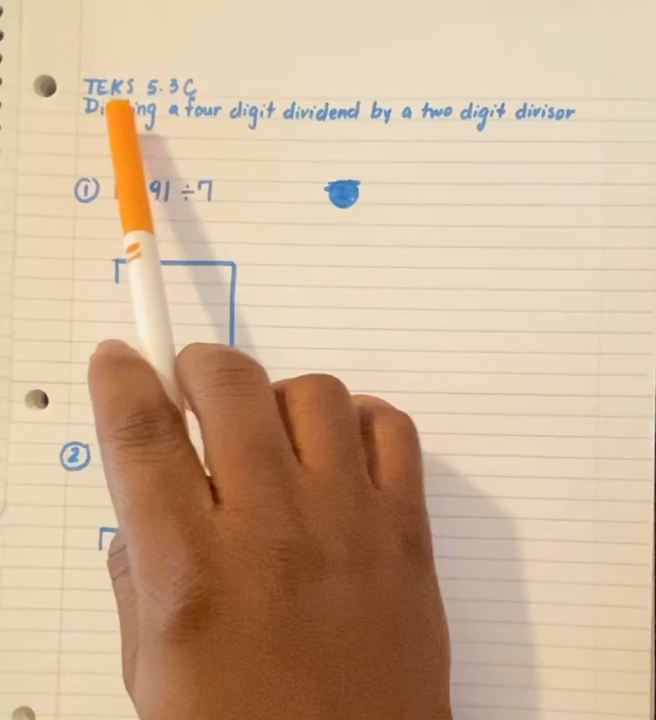 TEKS 5.3C
a four digit dividend by a two digit divisor
① 91 ÷ 7
②